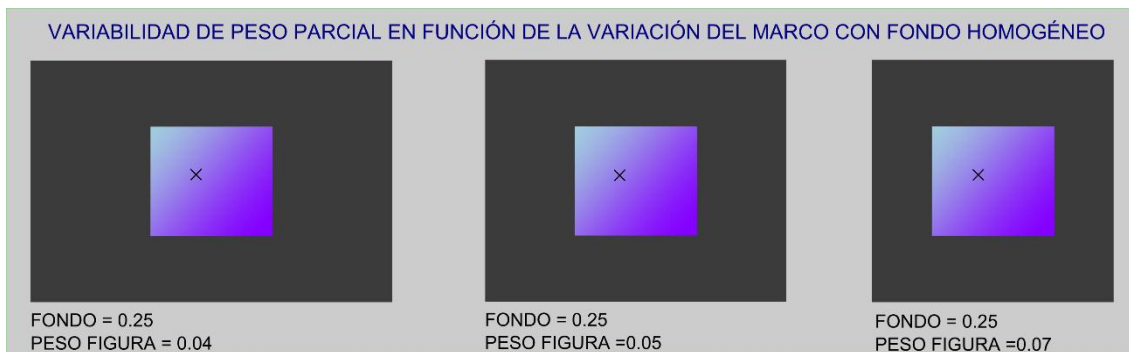 VARIABILIDAD DE PESO PARCIAL EN FUNCIÓN DE LA VARIACIÓN DEL MARCO CON FONDO HOMOGÉNEO
FONDO = 0.25
PESO FIGURA = 0.04
FONDO = 0.25
PESO FIGURA =0.05
FONDO = 0.25
PESO FIGURA =0.07